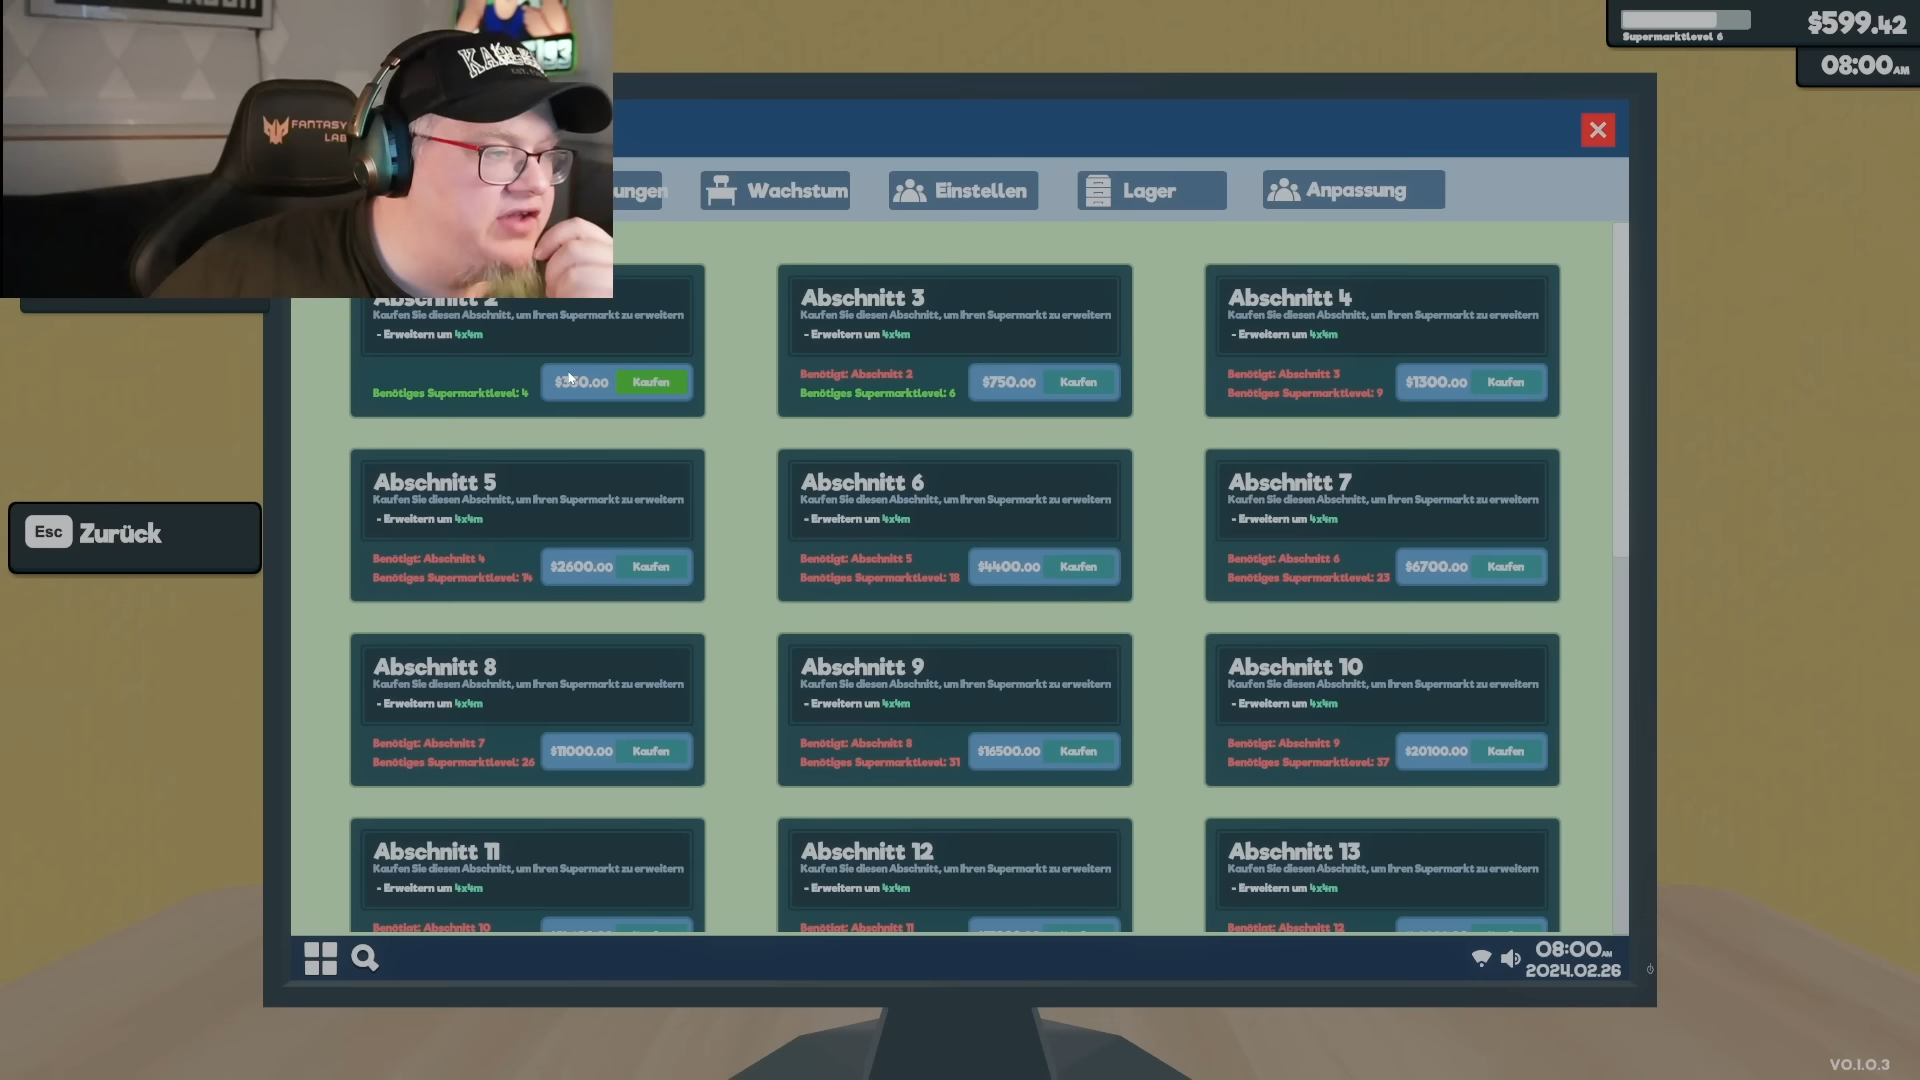 $599.42
Supermarktlevel 6
08:00AM
FANTASY
LAB
ungen
Wachstum
Einstellen
Lager
Anpassung
Abschnitt 2
Kaufen Sie diesen Abschnitt, um Ihren Supermarkt zu erweitern
- Erweitern um 4x4m
Benötiges Supermarktlevel: 4
Kaufen
Abschnitt 3
Kaufen Sie diesen Abschnitt, um Ihren Supermarkt zu erweitern
- Erweitern um 4x4m
Benötigt: Abschnitt 2
Benötiges Supermarktlevel: 6
$750.00
Kaufen
Abschnitt 4
Kaufen Sie diesen Abschnitt, um Ihren Supermarkt zu erweitern
- Erweitern um 4x4m
Benötigt: Abschnitt 3
Benötiges Supermarktlevel: 9
$1300.00
Kaufen
Abschnitt 5
Kaufen Sie diesen Abschnitt, um Ihren Supermarkt zu erweitern
- Erweitern um 4x4m
Benötigt: Abschnitt 4
Benötiges Supermarktlevel: 14
$2600.00
Kaufen
Abschnitt 6
Kaufen Sie diesen Abschnitt, um Ihren Supermarkt zu erweitern
- Erweitern um 4x4m
Benötigt: Abschnitt 5
Benötiges Supermarktlevel: 18
$4400.00
Kaufen
Abschnitt 7
Kaufen Sie diesen Abschnitt, um Ihren Supermarkt zu erweitern
- Erweitern um 4x4m
Benötigt: Abschnitt 6
Benötiges Supermarktlevel: 23
$6700.00
Kaufen
Esc Zurück
Abschnitt 8
Kaufen Sie diesen Abschnitt, um Ihren Supermarkt zu erweitern
- Erweitern um 4x4m
Benötigt: Abschnitt 7
Benötiges Supermarktlevel: 26
$11000.00
Kaufen
Abschnitt 9
Kaufen Sie diesen Abschnitt, um Ihren Supermarkt zu erweitern
- Erweitern um 4x4m
Benötigt: Abschnitt 8
Benötiges Supermarktlevel: 31
$16500.00
Kaufen
Abschnitt 10
Kaufen Sie diesen Abschnitt, um Ihren Supermarkt zu erweitern
- Erweitern um 4x4m
Benötigt: Abschnitt 9
Benötiges Supermarktlevel: 37
$20100.00
Kaufen
Abschnitt 11
Kaufen Sie diesen Abschnitt, um Ihren Supermarkt zu erweitern
- Erweitern um 4x4m
Benötigt: Abschnitt 10
Abschnitt 12
Kaufen Sie diesen Abschnitt, um Ihren Supermarkt zu erweitern
- Erweitern um 4x4m
Benötigt: Abschnitt 11
Abschnitt 13
Kaufen Sie diesen Abschnitt, um Ihren Supermarkt zu erweitern
- Erweitern um 4x4m
Benötigt: Abschnitt 12
08:00AM
2024.02.26
V0.1.0.3